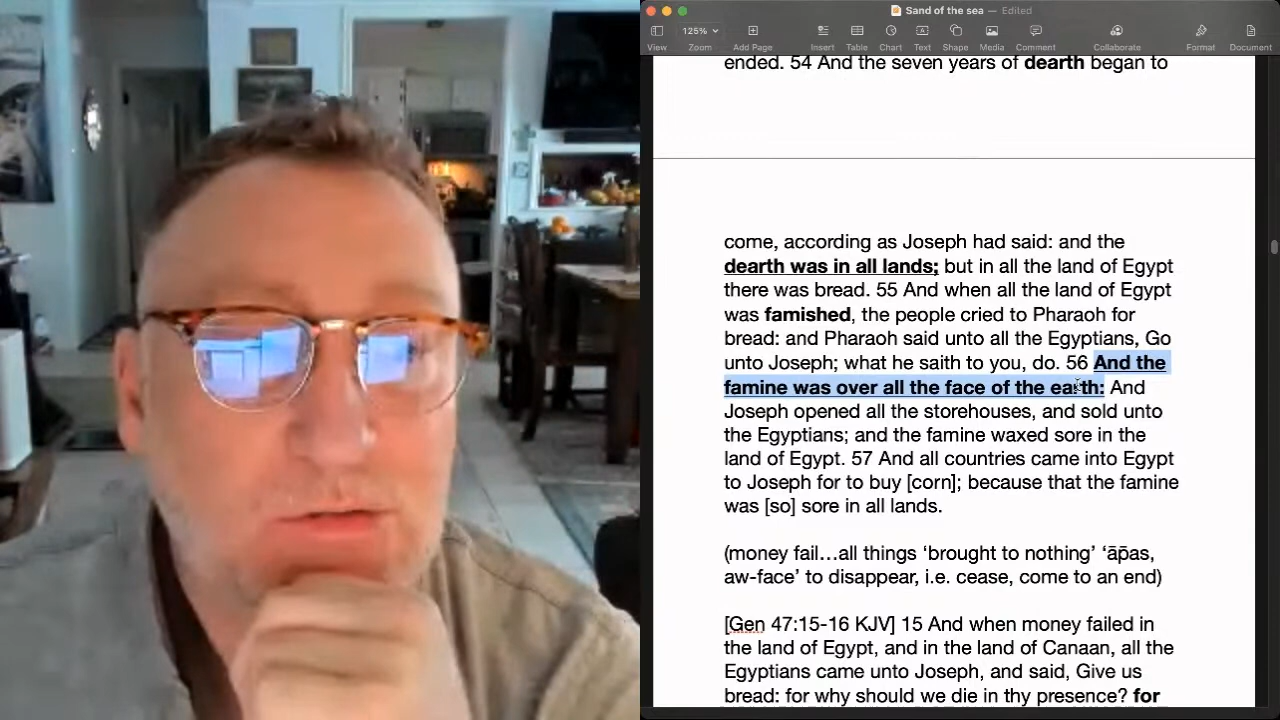 Sand of the sea — Edited
125%
View Zoom Add Page Insert Table Chart Text Shape Media Comment Collaborate Format Document
ended. 54 And the seven years of dearth began to
come, according as Joseph had said: and the
dearth was in all lands; but in all the land of Egypt
there was bread. 55 And when all the land of Egypt
was famished, the people cried to Pharaoh for
bread: and Pharaoh said unto all the Egyptians, Go
unto Joseph; what he saith to you, do. 56 And the
famine was over all the face of the earth: And
Joseph opened all the storehouses, and sold unto
the Egyptians; and the famine waxed sore in the
land of Egypt. 57 And all countries came into Egypt
to Joseph for to buy [corn]; because that the famine
was [so] sore in all lands.
(money fail…all things ‘brought to nothing’ ‘āp̄as,
aw-face’ to disappear, i.e. cease, come to an end)
[Gen 47:15-16 KJV] 15 And when money failed in
the land of Egypt, and in the land of Canaan, all the
Egyptians came unto Joseph, and said, Give us
bread: for why should we die in thy presence? for